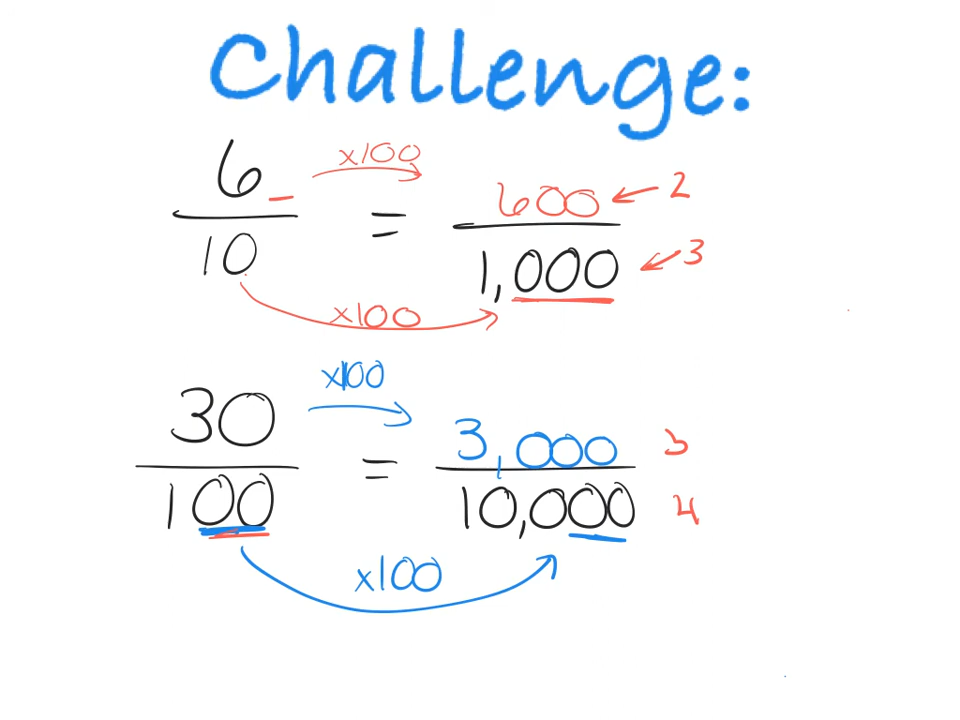 Challenge:
6 x100 600 2
10 = 1,000 3
x100
x100
30 3,000 3
100 = 10,000 4
x100